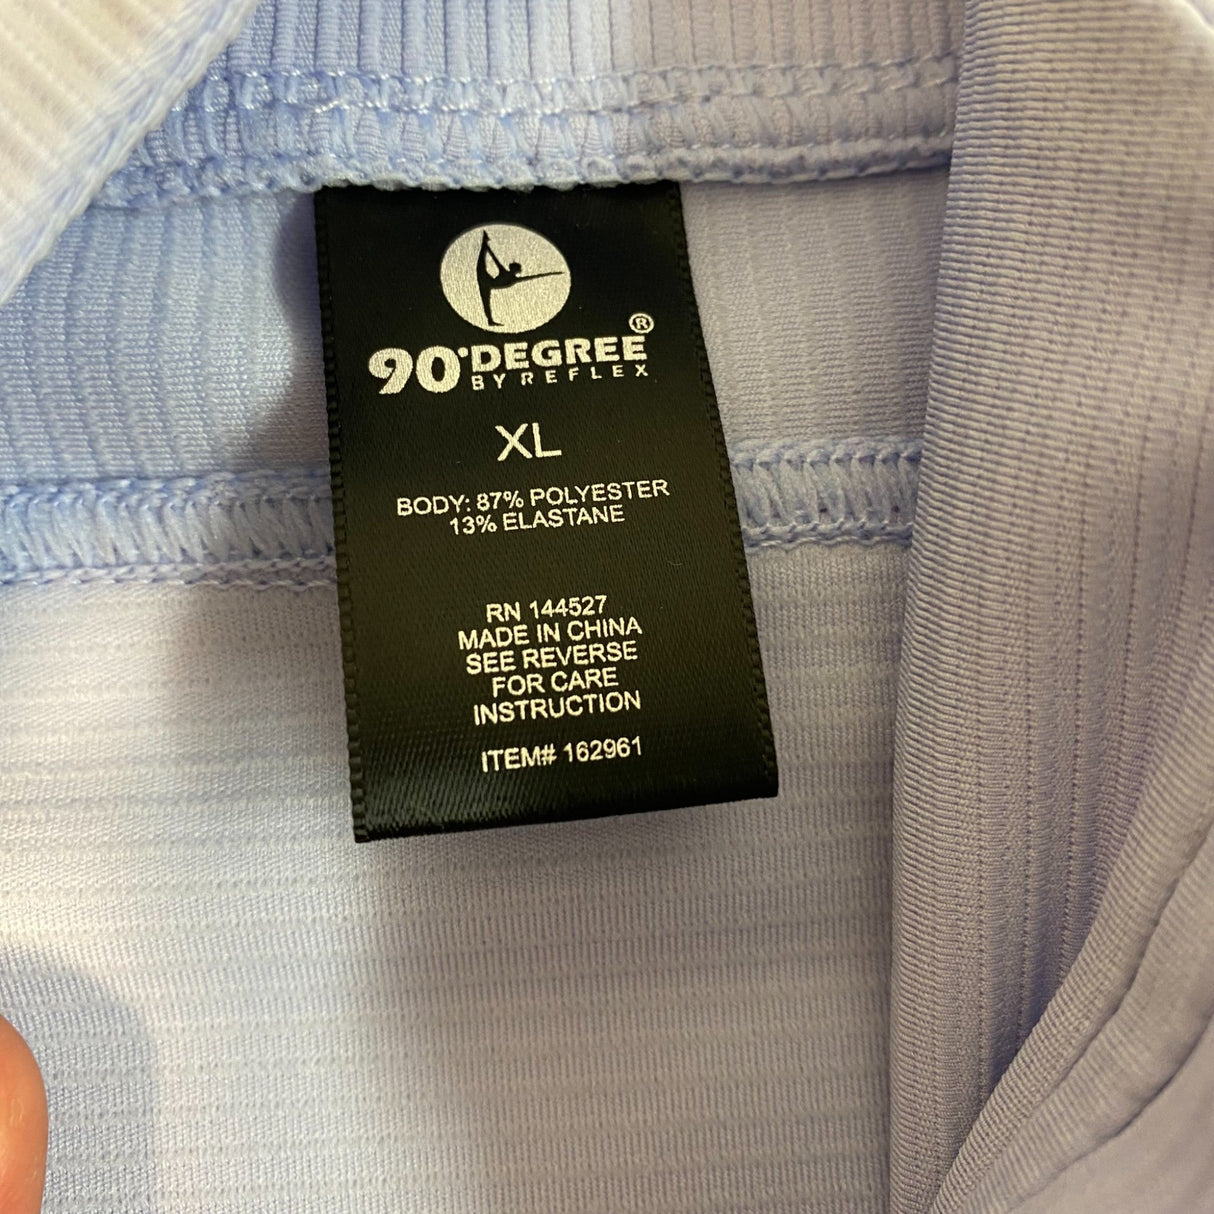 90°DEGREE®
BY REFLEX
XL
BODY: 87% POLYESTER
13% ELASTANE
RN 144527
MADE IN CHINA
SEE REVERSE
FOR CARE
INSTRUCTION
ITEM# 162961